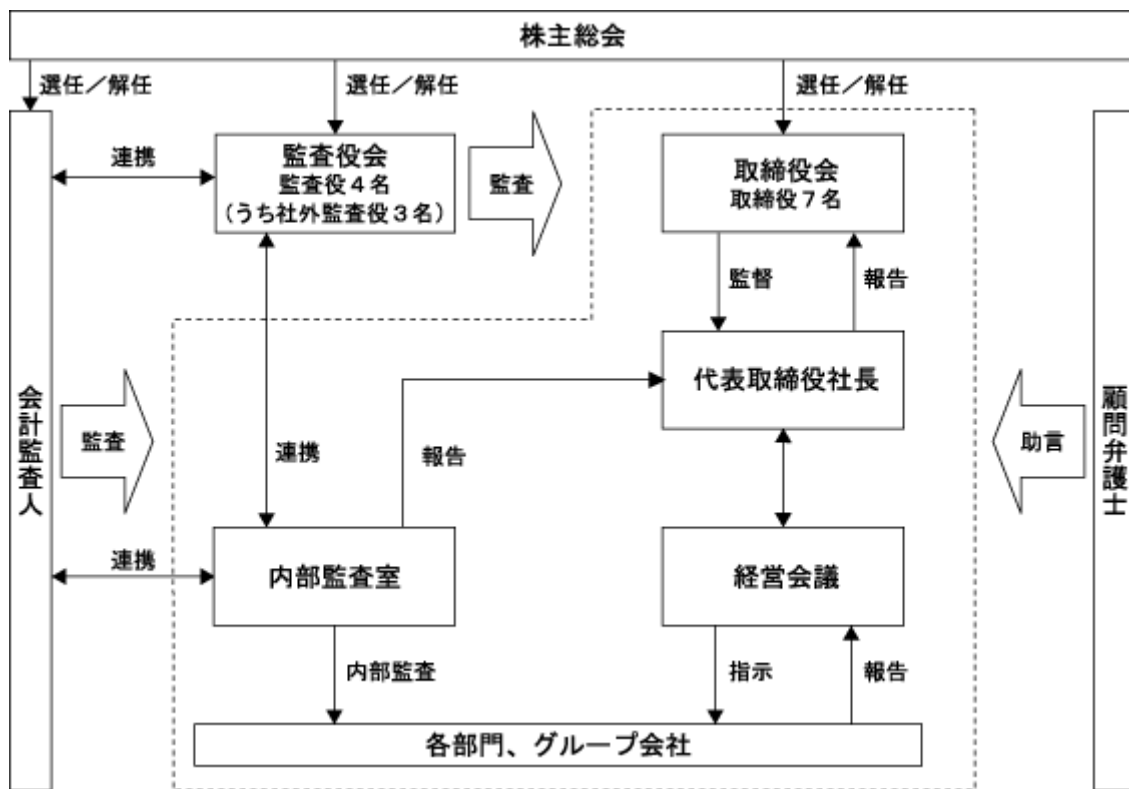 株主総会
選任／解任
選任／解任
選任／解任
連携
監査役会
監査役４名
（うち社外監査役３名）
監査
取締役会
取締役７名
監督
報告
代表取締役社長
会計監査人
監査
連携
報告
助言
顧問弁護士
連携
内部監査室
経営会議
内部監査
指示
報告
各部門、グループ会社